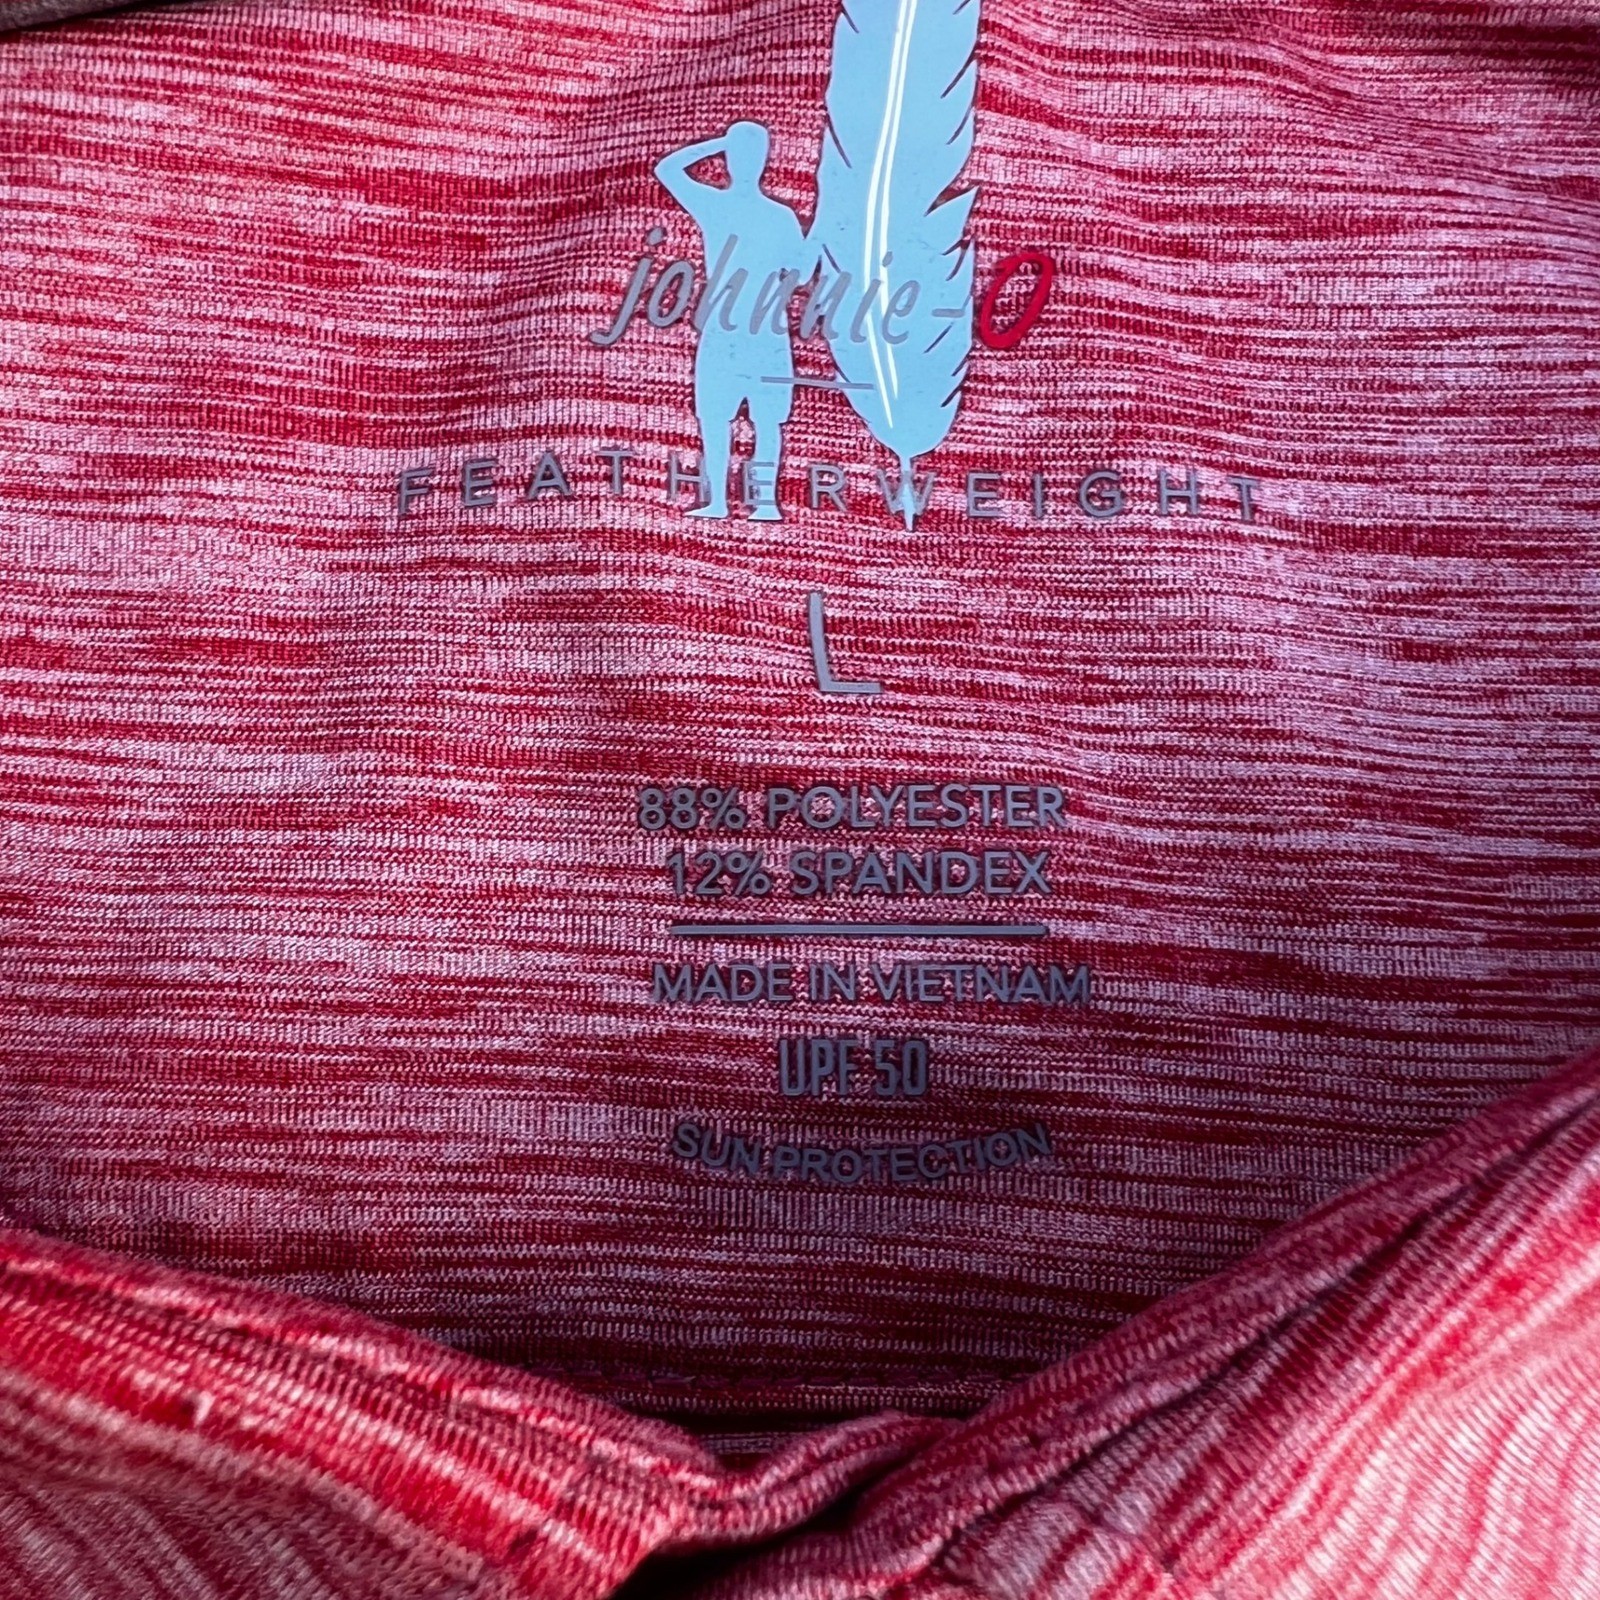 johnnie-O
FEATHERWEIGHT
L
88% POLYESTER
12% SPANDEX
MADE IN VIETNAM
UPF 50
SUN PROTECTION